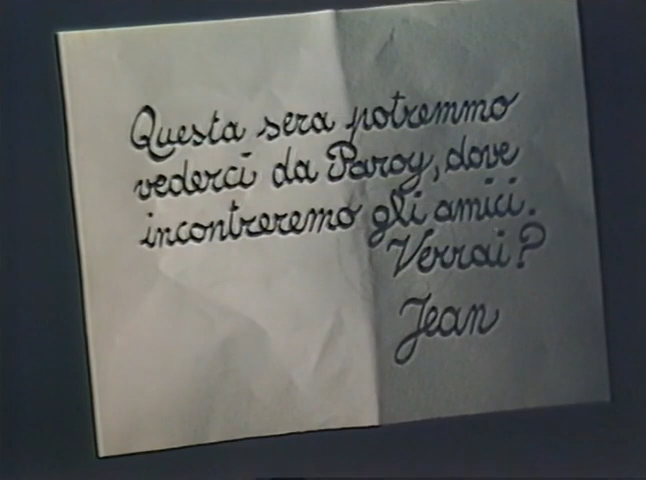 Questa sera potremmo
vederci da Paroy, dove
incontreremo gli amici.
Verrai?
Jean